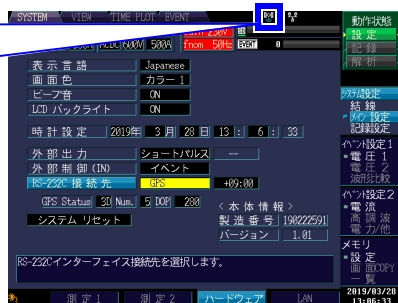 SYSTEM VIEW TIME PLOT EVENT
ACDC 600V 500A fnom 50Hz EVENT 0
動作状態
設定
記録
解析
表示言語 Japanese
画面色 カラー1
ビープ音 ON
LCD バックライト ON
時計設定 2019年 3月 28日 13 : 6 : 33
外部出力 ショートパルス --
外部制御(IN) イベント
RS-232C 接続先 GPS +09:00
GPS Status 3D Num. 5 DOP 280
システム リセット
<本体情報>
製造番号 190222591
バージョン 1.01
RS-232Cインターフェイス接続先を選択します。
システム設定
結線
メイン 設定
記録設定
イベント設定1
電圧1
電圧2
波形比較
イベント設定2
電流
高調波
電力/他
メモリ
設定
画面COPY
一覧
測定1 測定2 ハードウェア LAN
2019/03/28
13:06:33